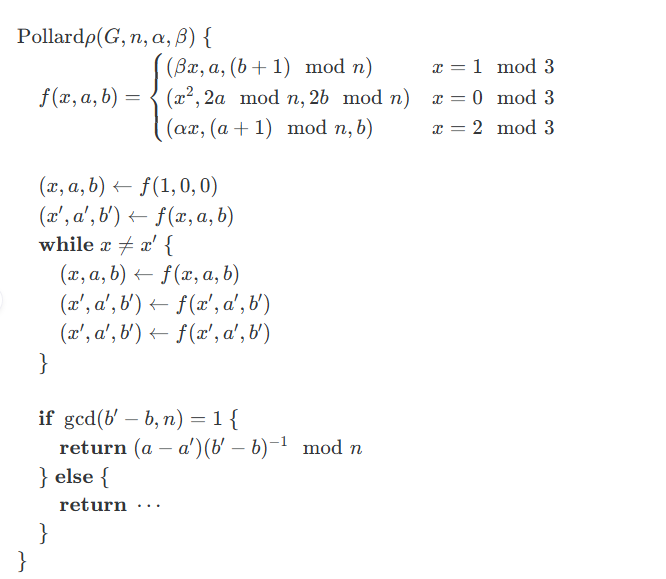 Pollardρ(G, n, α, β) {
f(x, a, b) = { (βx, a, (b + 1) mod n) x = 1 mod 3
(x², 2a mod n, 2b mod n) x = 0 mod 3
(αx, (a + 1) mod n, b) x = 2 mod 3
(x, a, b) ← f(1, 0, 0)
(x′, a′, b′) ← f(x, a, b)
while x ≠ x′ {
(x, a, b) ← f(x, a, b)
(x′, a′, b′) ← f(x′, a′, b′)
(x′, a′, b′) ← f(x′, a′, b′)
}
if gcd(b′ − b, n) = 1 {
return (a − a′)(b′ − b)⁻¹ mod n
} else {
return ⋯
}
}